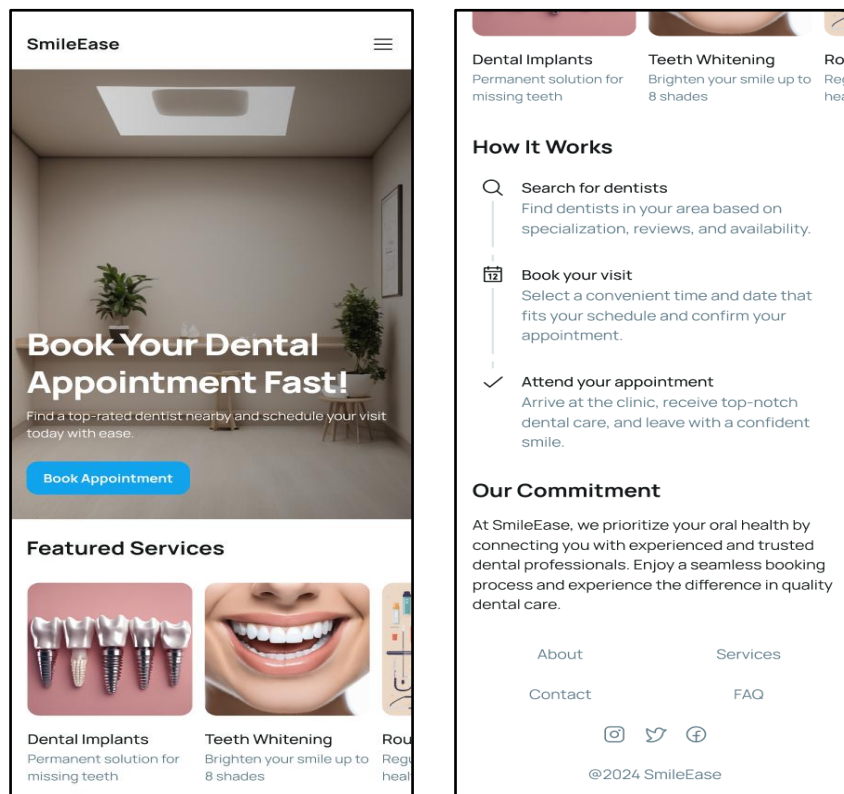 SmileEase
Book Your Dental
Appointment Fast!
Find a top-rated dentist nearby and schedule your visit
today with ease.
Book Appointment
Featured Services
Dental Implants
Permanent solution for
missing teeth
Teeth Whitening
Brighten your smile up to
8 shades
Rou
Regu
heal
Dental Implants
Permanent solution for
missing teeth
Teeth Whitening
Brighten your smile up to
8 shades
Ro
Reg
hea
How It Works
Search for dentists
Find dentists in your area based on
specialization, reviews, and availability.
12
Book your visit
Select a convenient time and date that
fits your schedule and confirm your
appointment.
Attend your appointment
Arrive at the clinic, receive top-notch
dental care, and leave with a confident
smile.
Our Commitment
At SmileEase, we prioritize your oral health by
connecting you with experienced and trusted
dental professionals. Enjoy a seamless booking
process and experience the difference in quality
dental care.
About
Services
Contact
FAQ
@2024 SmileEase